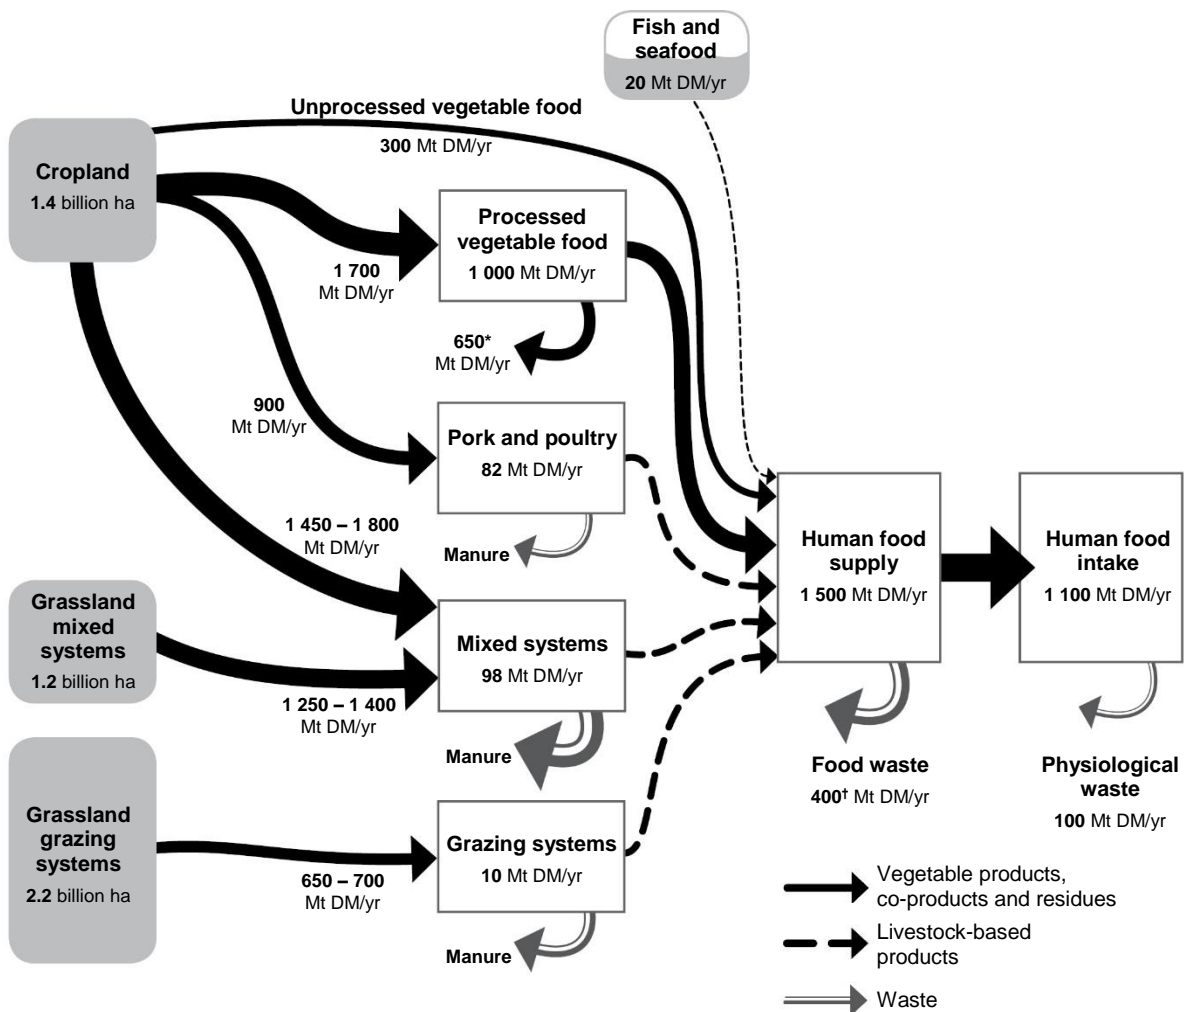 Fish and
seafood
20 Mt DM/yr
Unprocessed vegetable food
300 Mt DM/yr
Cropland
1.4 billion ha
Processed
vegetable food
1 000 Mt DM/yr
1 700
Mt DM/yr
650*
Mt DM/yr
900
Mt DM/yr
Pork and poultry
82 Mt DM/yr
Manure
1 450 – 1 800
Mt DM/yr
Human food
supply
1 500 Mt DM/yr
Human food
intake
1 100 Mt DM/yr
Grassland
mixed
systems
1.2 billion ha
Mixed systems
98 Mt DM/yr
1 250 – 1 400
Mt DM/yr
Manure
Food waste
400† Mt DM/yr
Physiological
waste
100 Mt DM/yr
Grassland
grazing
systems
2.2 billion ha
Grazing systems
10 Mt DM/yr
650 – 700
Mt DM/yr
Manure
Vegetable products,
co-products and residues
Livestock-based
products
Waste